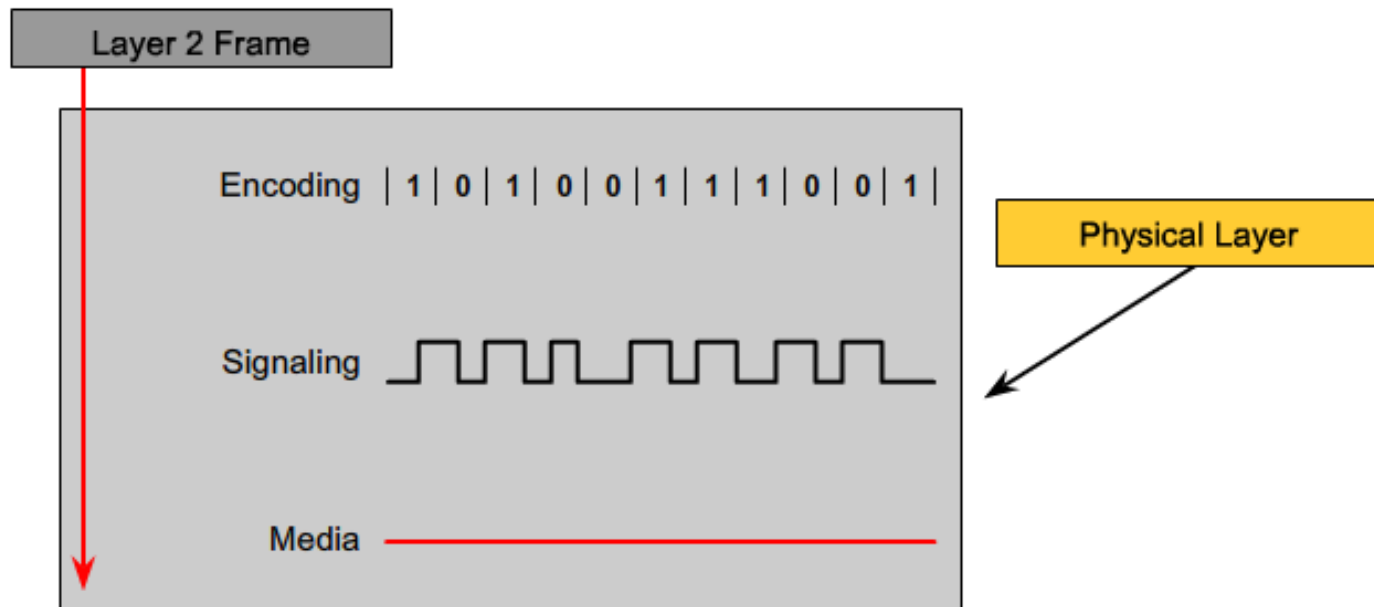 Layer 2 Frame
Encoding | 1 | 0 | 1 | 0 | 0 | 1 | 1 | 1 | 0 | 0 | 1 |
Physical Layer
Signaling
Media